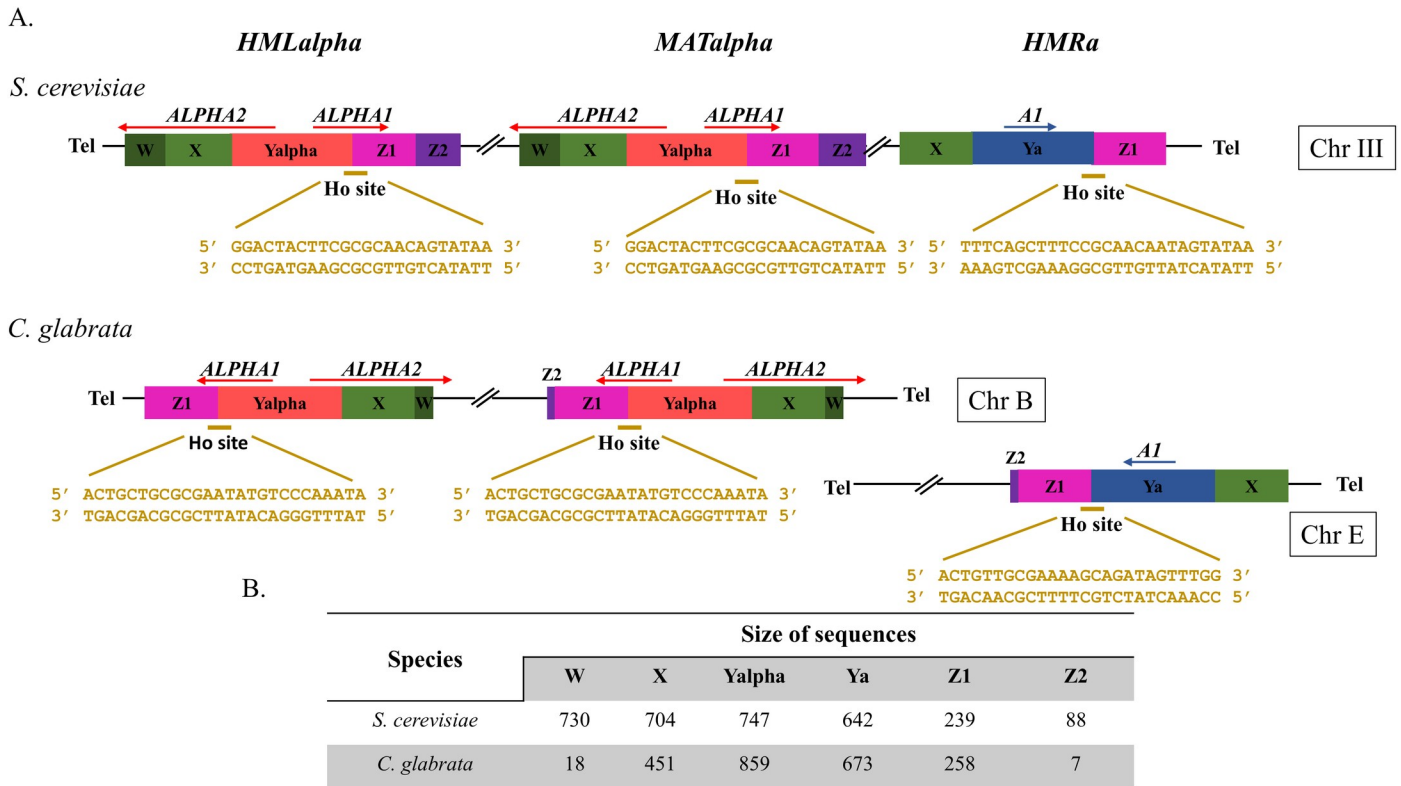 A.
HMLalpha MATalpha HMRa
S. cerevisiae
ALPHA2 ALPHA1 ALPHA2 ALPHA1 A1
Tel W X Yalpha Z1 Z2 W X Yalpha Z1 Z2 X Ya Z1 Tel Chr III
Ho site Ho site Ho site
5’ GGACTACTTCGCGCAACAGTATAA 3’ 5’ GGACTACTTCGCGCAACAGTATAA 3’ 5’ TTTCAGCTTTCCGCAACAATAGTATAA 3’
3’ CCTGATGAAGCGCGTTGTCATATT 5’ 3’ CCTGATGAAGCGCGTTGTCATATT 5’ 3’ AAAGTCGAAAGGCGTTGTTATCATATT 5’
C. glabrata
ALPHA1 ALPHA2 Z2 ALPHA1 ALPHA2
Tel Z1 Yalpha X W Z1 Yalpha X W Tel Chr B
Ho site Ho site
Z2 A1
5’ ACTGCTGCGCGAATATGTCCCAAATA 3’ 5’ ACTGCTGCGCGAATATGTCCCAAATA 3’ Tel Z1 Ya X Tel
3’ TGACGACGCGCTTATACAGGGTTTAT 5’ 3’ TGACGACGCGCTTATACAGGGTTTAT 5’
Ho site Chr E
5’ ACTGTTGCGAAAAGCAGATAGTTTGG 3’
3’ TGACAACGCTTTTCGTCTATCAAACC 5’
B.
Size of sequences
Species W X Yalpha Ya Z1 Z2
S. cerevisiae 730 704 747 642 239 88
C. glabrata 18 451 859 673 258 7